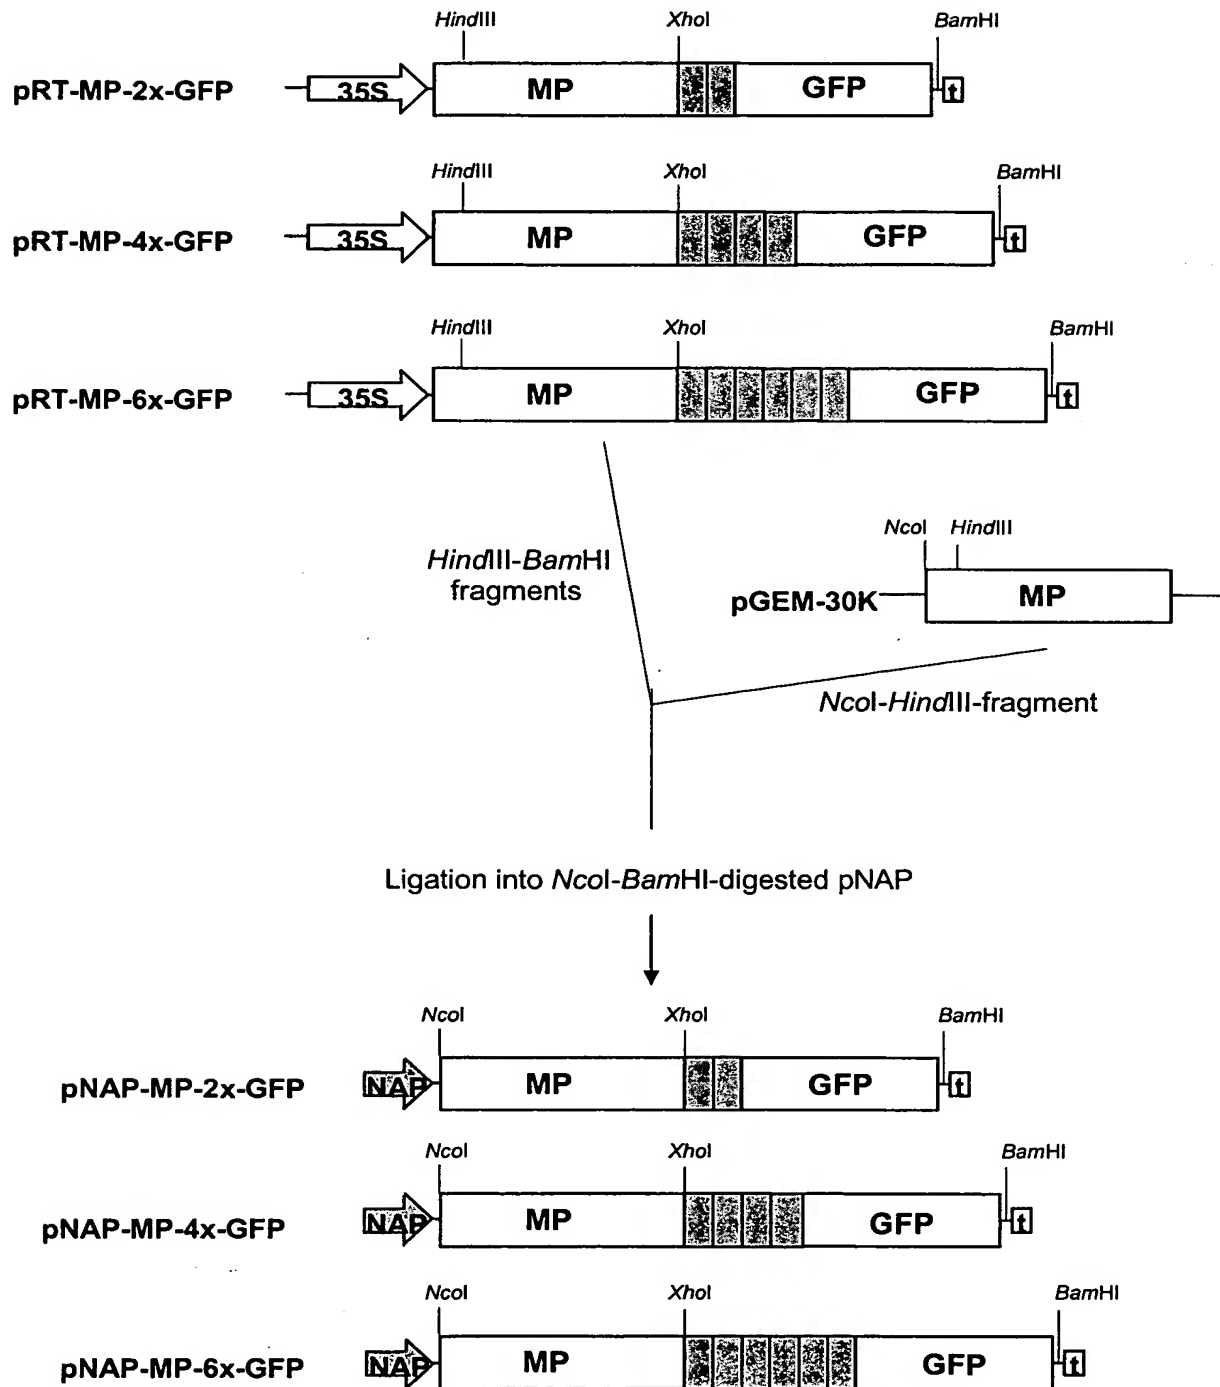 HindIII XhoI BamHI
pRT-MP-2x-GFP 35S MP GFP t
HindIII XhoI BamHI
pRT-MP-4x-GFP 35S MP GFP t
HindIII XhoI BamHI
pRT-MP-6x-GFP 35S MP GFP t
NcoI HindIII
HindIII-BamHI
fragments
pGEM-30K MP
NcoI-HindIII-fragment
Ligation into NcoI-BamHI-digested pNAP
NcoI XhoI BamHI
pNAP-MP-2x-GFP NAP MP GFP t
NcoI XhoI BamHI
pNAP-MP-4x-GFP NAP MP GFP t
NcoI XhoI BamHI
pNAP-MP-6x-GFP NAP MP GFP t